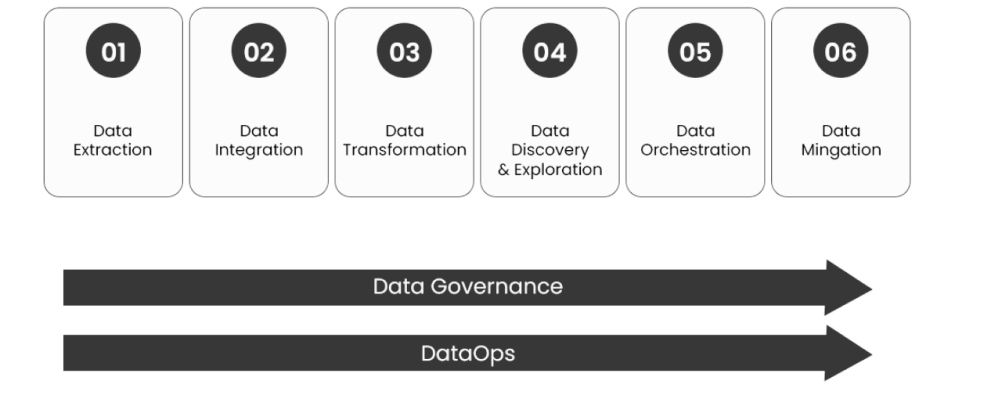 01
02
03
04
05
06
Data
Extraction
Data
Integration
Data
Transformation
Data
Discovery
& Exploration
Data
Orchestration
Data
Mingation
Data Governance
DataOps